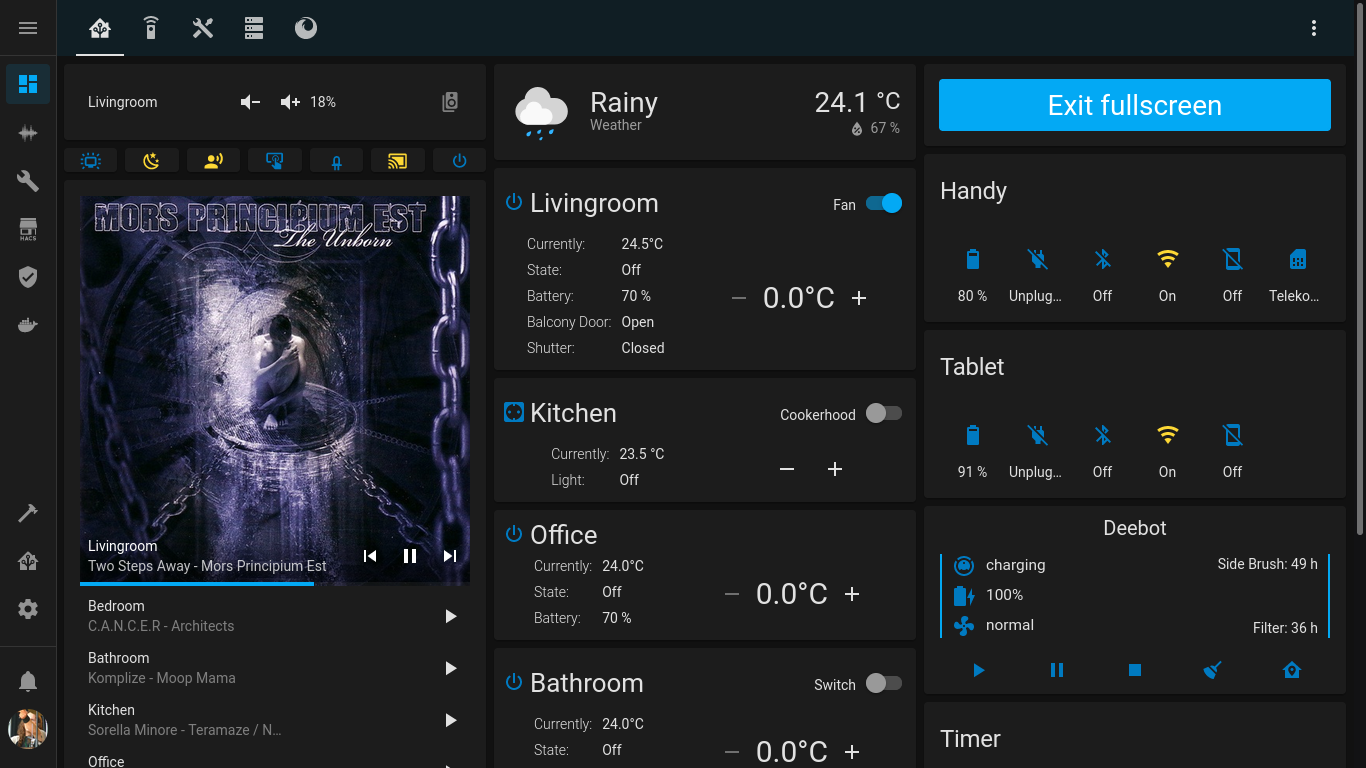 HACS
Livingroom
18%
MORS PRINCIPIUM EST
The Unborn
Livingroom
Two Steps Away - Mors Principium Est
Bedroom
C.A.N.C.E.R - Architects
Bathroom
Komplize - Moop Mama
Kitchen
Sorella Minore - Teramaze / N...
Office
Rainy
Weather
24.1 °C
67 %
Livingroom
Fan
Currently: 24.5°C
State: Off
Battery: 70 %
Balcony Door: Open
Shutter: Closed
0.0°C
Kitchen
Cookerhood
Currently: 23.5 °C
Light: Off
Office
Currently: 24.0°C
State: Off
Battery: 70 %
0.0°C
Bathroom
Switch
Currently: 24.0°C
State: Off
0.0°C
Exit fullscreen
Handy
80 % Unplug... Off On Off Teleko...
Tablet
91 % Unplug... Off On Off
Deebot
charging
Side Brush: 49 h
100%
normal
Filter: 36 h
Timer